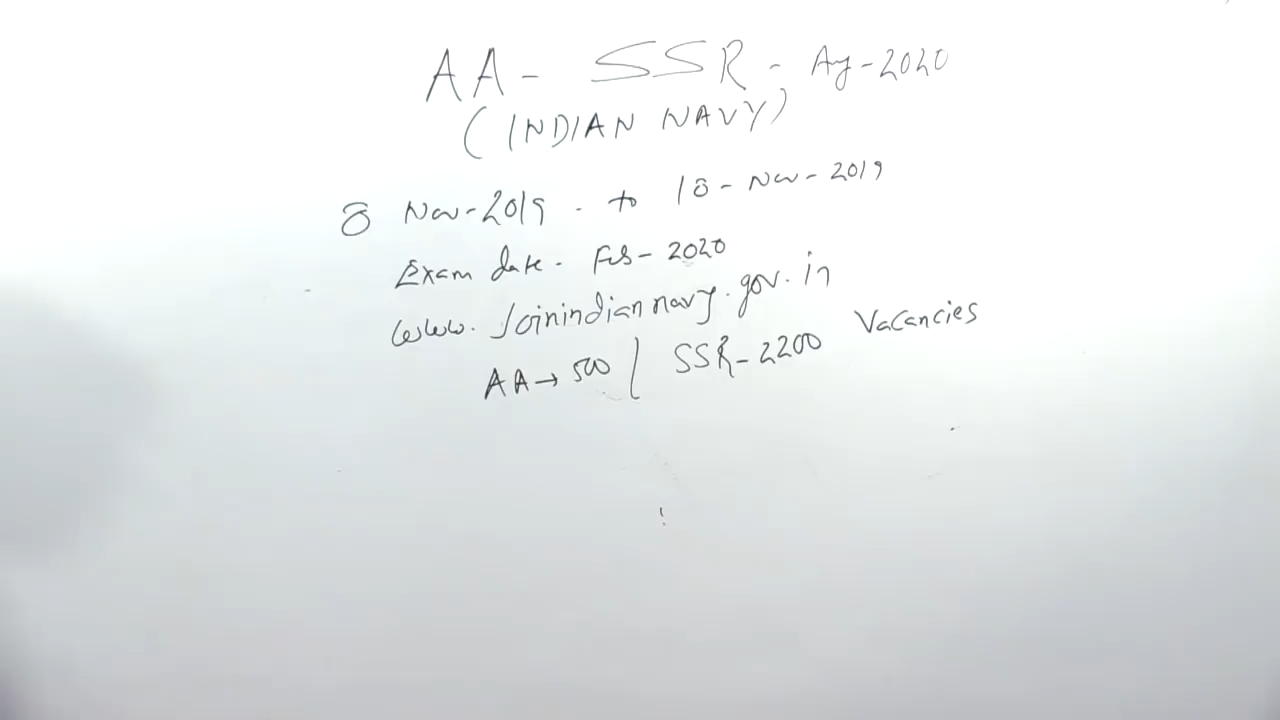 AA - SSR - Ag - 2020
(INDIAN NAVY)
8 Nov - 2019 . to 18 - Nov - 2019
Exam date - Feb - 2020
www.Joinindiannavy.gov.in
AA → 500 | SSR - 2200 Vacancies